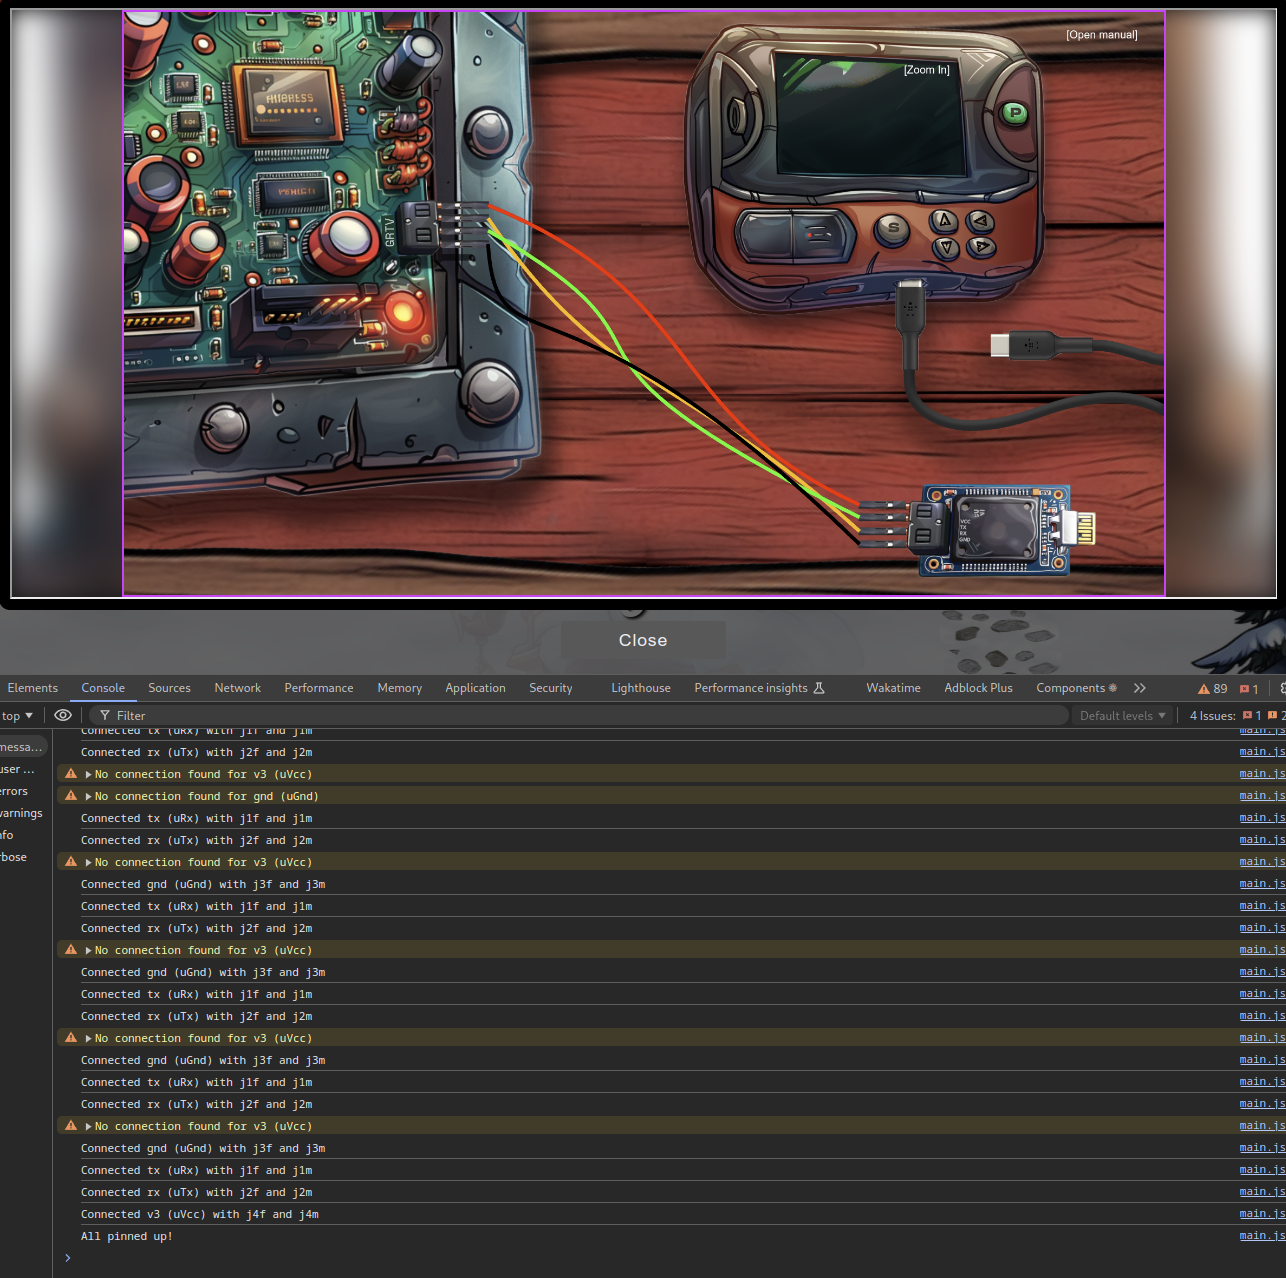 [Open manual]
[Zoom In]
P
S
GRTV
VCC
TX
RX
GND
Close
Elements
Console
Sources
Network
Performance
Memory
Application
Security
Lighthouse
Performance insights
Wakatime
Adblock Plus
Components
89
1
top
Filter
Default levels
4 Issues:
1
2
messa...
user ...
errors
warnings
nfo
rbose
Connected tx (uRx) with j1f and j1m main.js
Connected rx (uTx) with j2f and j2m main.js
No connection found for v3 (uVcc) main.js
No connection found for gnd (uGnd) main.js
Connected tx (uRx) with j1f and j1m main.js
Connected rx (uTx) with j2f and j2m main.js
No connection found for v3 (uVcc) main.js
Connected gnd (uGnd) with j3f and j3m main.js
Connected tx (uRx) with j1f and j1m main.js
Connected rx (uTx) with j2f and j2m main.js
No connection found for v3 (uVcc) main.js
Connected gnd (uGnd) with j3f and j3m main.js
Connected tx (uRx) with j1f and j1m main.js
Connected rx (uTx) with j2f and j2m main.js
No connection found for v3 (uVcc) main.js
Connected gnd (uGnd) with j3f and j3m main.js
Connected tx (uRx) with j1f and j1m main.js
Connected rx (uTx) with j2f and j2m main.js
No connection found for v3 (uVcc) main.js
Connected gnd (uGnd) with j3f and j3m main.js
Connected tx (uRx) with j1f and j1m main.js
Connected rx (uTx) with j2f and j2m main.js
Connected v3 (uVcc) with j4f and j4m main.js
All pinned up! main.js